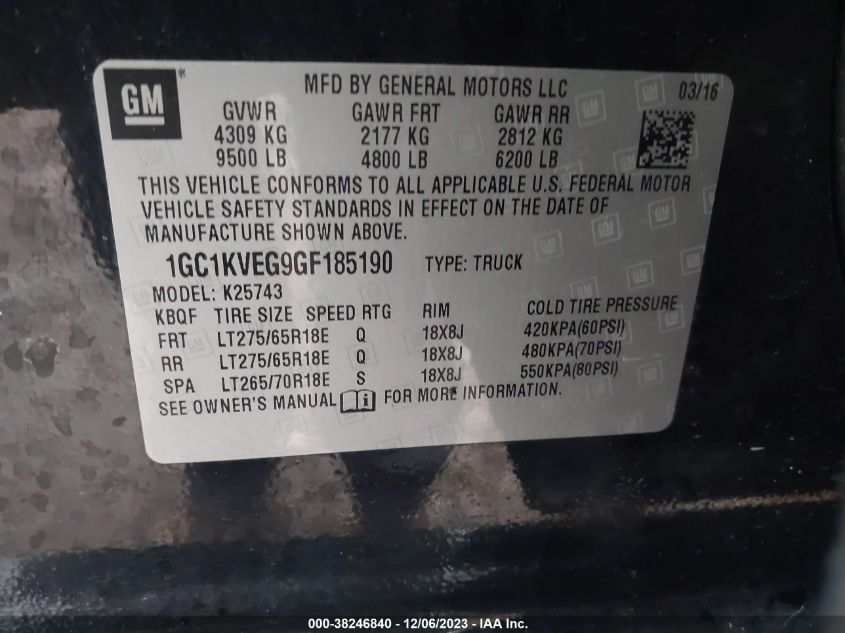 GM ®
MFD BY GENERAL MOTORS LLC 03/16
GVWR GAWR FRT GAWR RR
4309 KG 2177 KG 2812 KG
9500 LB 4800 LB 6200 LB
THIS VEHICLE CONFORMS TO ALL APPLICABLE U.S. FEDERAL MOTOR
VEHICLE SAFETY STANDARDS IN EFFECT ON THE DATE OF
MANUFACTURE SHOWN ABOVE.
1GC1KVEG9GF185190 TYPE: TRUCK
MODEL: K25743
KBQF TIRE SIZE SPEED RTG RIM COLD TIRE PRESSURE
FRT LT275/65R18E Q 18X8J 420KPA(60PSI)
RR LT275/65R18E Q 18X8J 480KPA(70PSI)
SPA LT265/70R18E S 18X8J 550KPA(80PSI)
SEE OWNER'S MANUAL i FOR MORE INFORMATION.
000-38246840 - 12/06/2023 - IAA Inc.